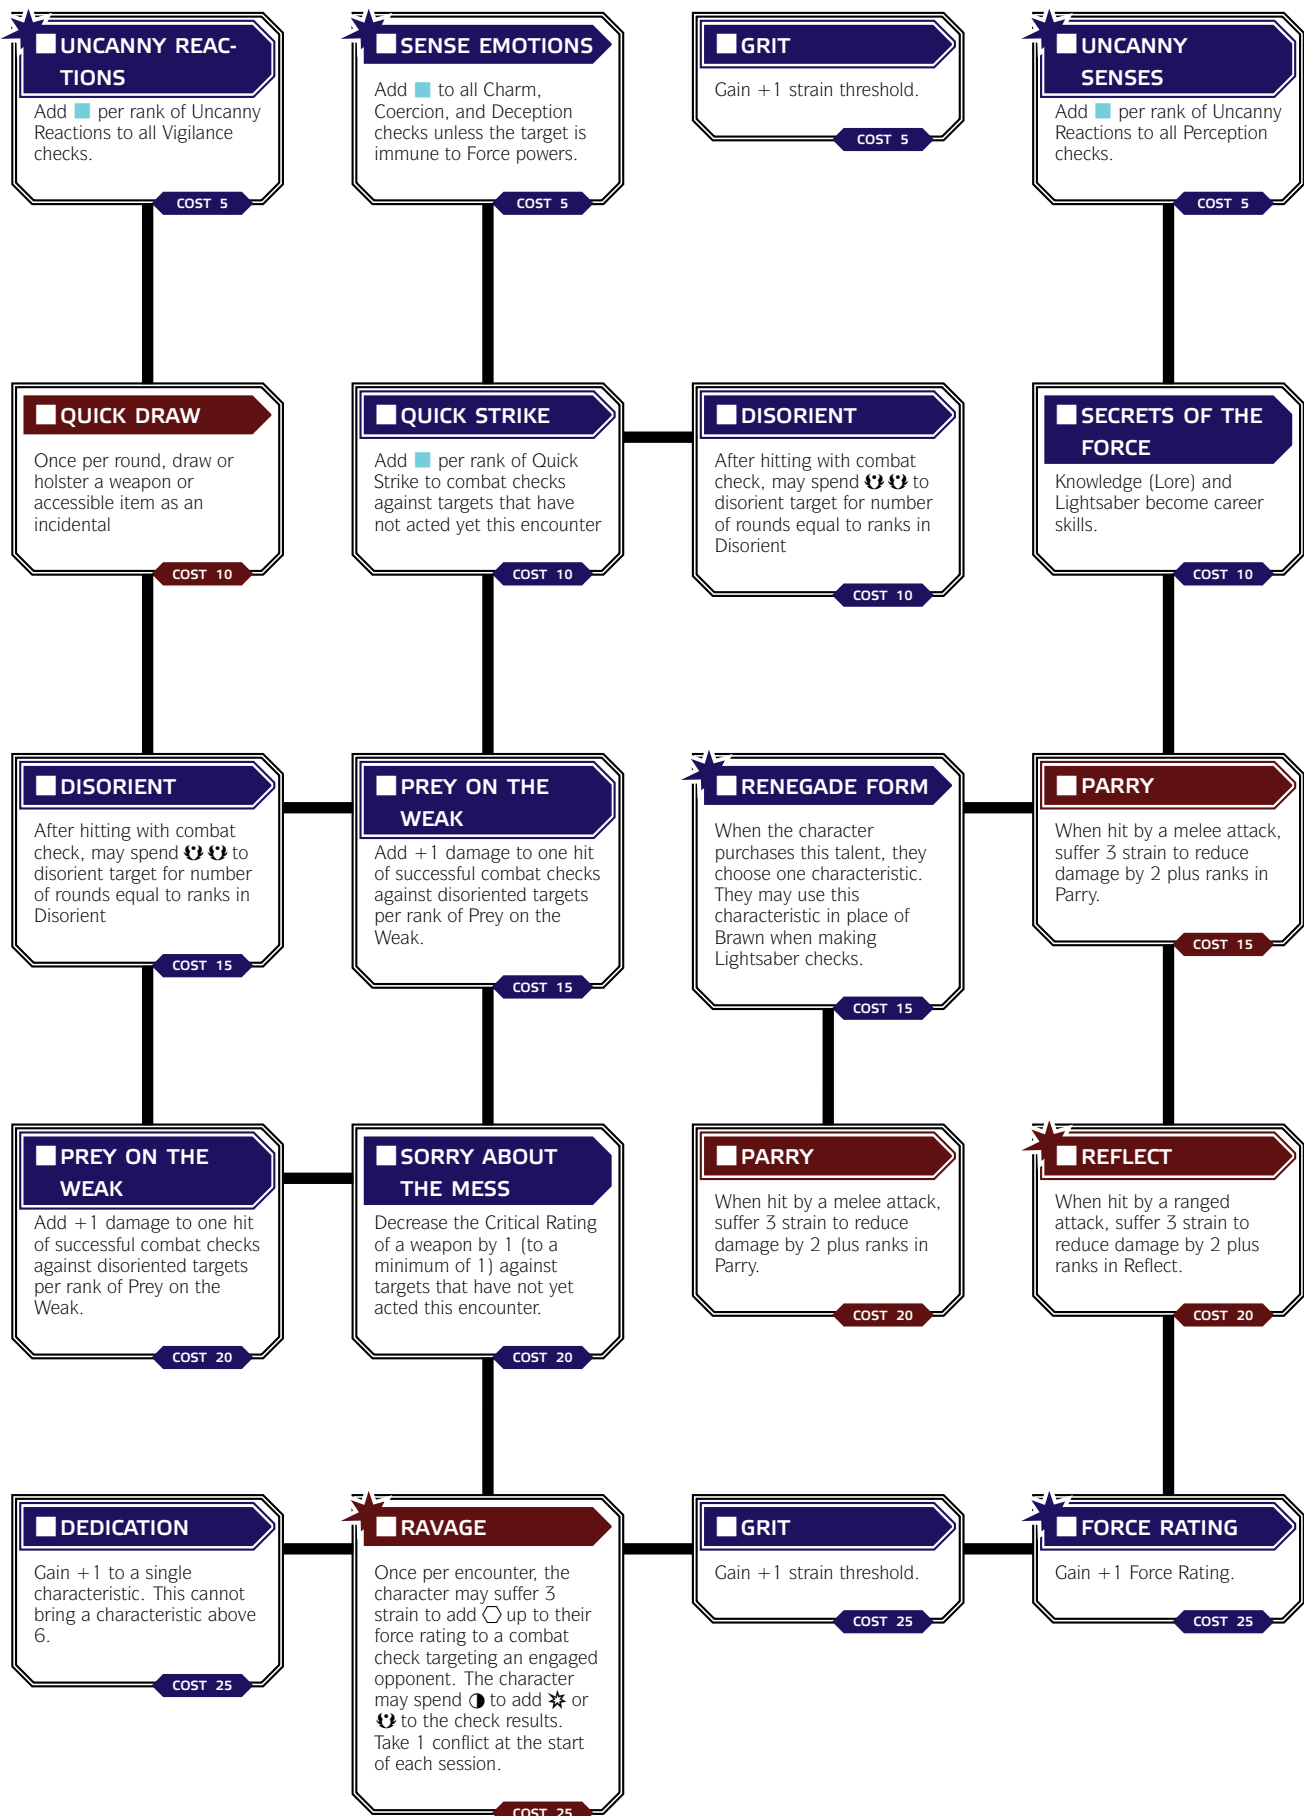 UNCANNY REAC-
TIONS
Add per rank of Uncanny
Reactions to all Vigilance
checks.
COST 5
SENSE EMOTIONS
Add to all Charm,
Coercion, and Deception
checks unless the target is
immune to Force powers.
COST 5
GRIT
Gain +1 strain threshold.
COST 5
UNCANNY
SENSES
Add per rank of Uncanny
Reactions to all Perception
checks.
COST 5
QUICK DRAW
Once per round, draw or
holster a weapon or
accessible item as an
incidental
COST 10
QUICK STRIKE
Add per rank of Quick
Strike to combat checks
against targets that have
not acted yet this encounter
COST 10
DISORIENT
After hitting with combat
check, may spend to
disorient target for number
of rounds equal to ranks in
Disorient
COST 10
SECRETS OF THE
FORCE
Knowledge (Lore) and
Lightsaber become career
skills.
COST 10
DISORIENT
After hitting with combat
check, may spend to
disorient target for number
of rounds equal to ranks in
Disorient
COST 15
PREY ON THE
WEAK
Add +1 damage to one hit
of successful combat checks
against disoriented targets
per rank of Prey on the
Weak.
COST 15
RENEGADE FORM
When the character
purchases this talent, they
choose one characteristic.
They may use this
characteristic in place of
Brawn when making
Lightsaber checks.
COST 15
PARRY
When hit by a melee attack,
suffer 3 strain to reduce
damage by 2 plus ranks in
Parry.
COST 15
PREY ON THE
WEAK
Add +1 damage to one hit
of successful combat checks
against disoriented targets
per rank of Prey on the
Weak.
COST 20
SORRY ABOUT
THE MESS
Decrease the Critical Rating
of a weapon by 1 (to a
minimum of 1) against
targets that have not yet
acted this encounter.
COST 20
PARRY
When hit by a melee attack,
suffer 3 strain to reduce
damage by 2 plus ranks in
Parry.
COST 20
REFLECT
When hit by a ranged
attack, suffer 3 strain to
reduce damage by 2 plus
ranks in Reflect.
COST 20
DEDICATION
Gain +1 to a single
characteristic. This cannot
bring a characteristic above
6.
COST 25
RAVAGE
Once per encounter, the
character may suffer 3
strain to add up to their
force rating to a combat
check targeting an engaged
opponent. The character
may spend to add or
to the check results.
Take 1 conflict at the start
of each session.
COST 25
GRIT
Gain +1 strain threshold.
COST 25
FORCE RATING
Gain +1 Force Rating.
COST 25